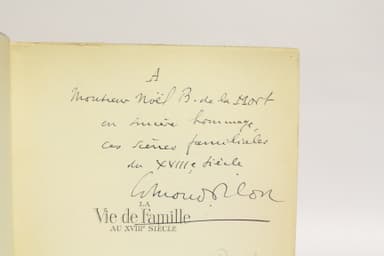 A
Monsieur Noël B. de la Mort
en sincère hommage,
ces scènes familiales
du XVIIIe siècle
Edmond Pilon
LA
Vie de Famille
AU XVIIIe SIÈCLE